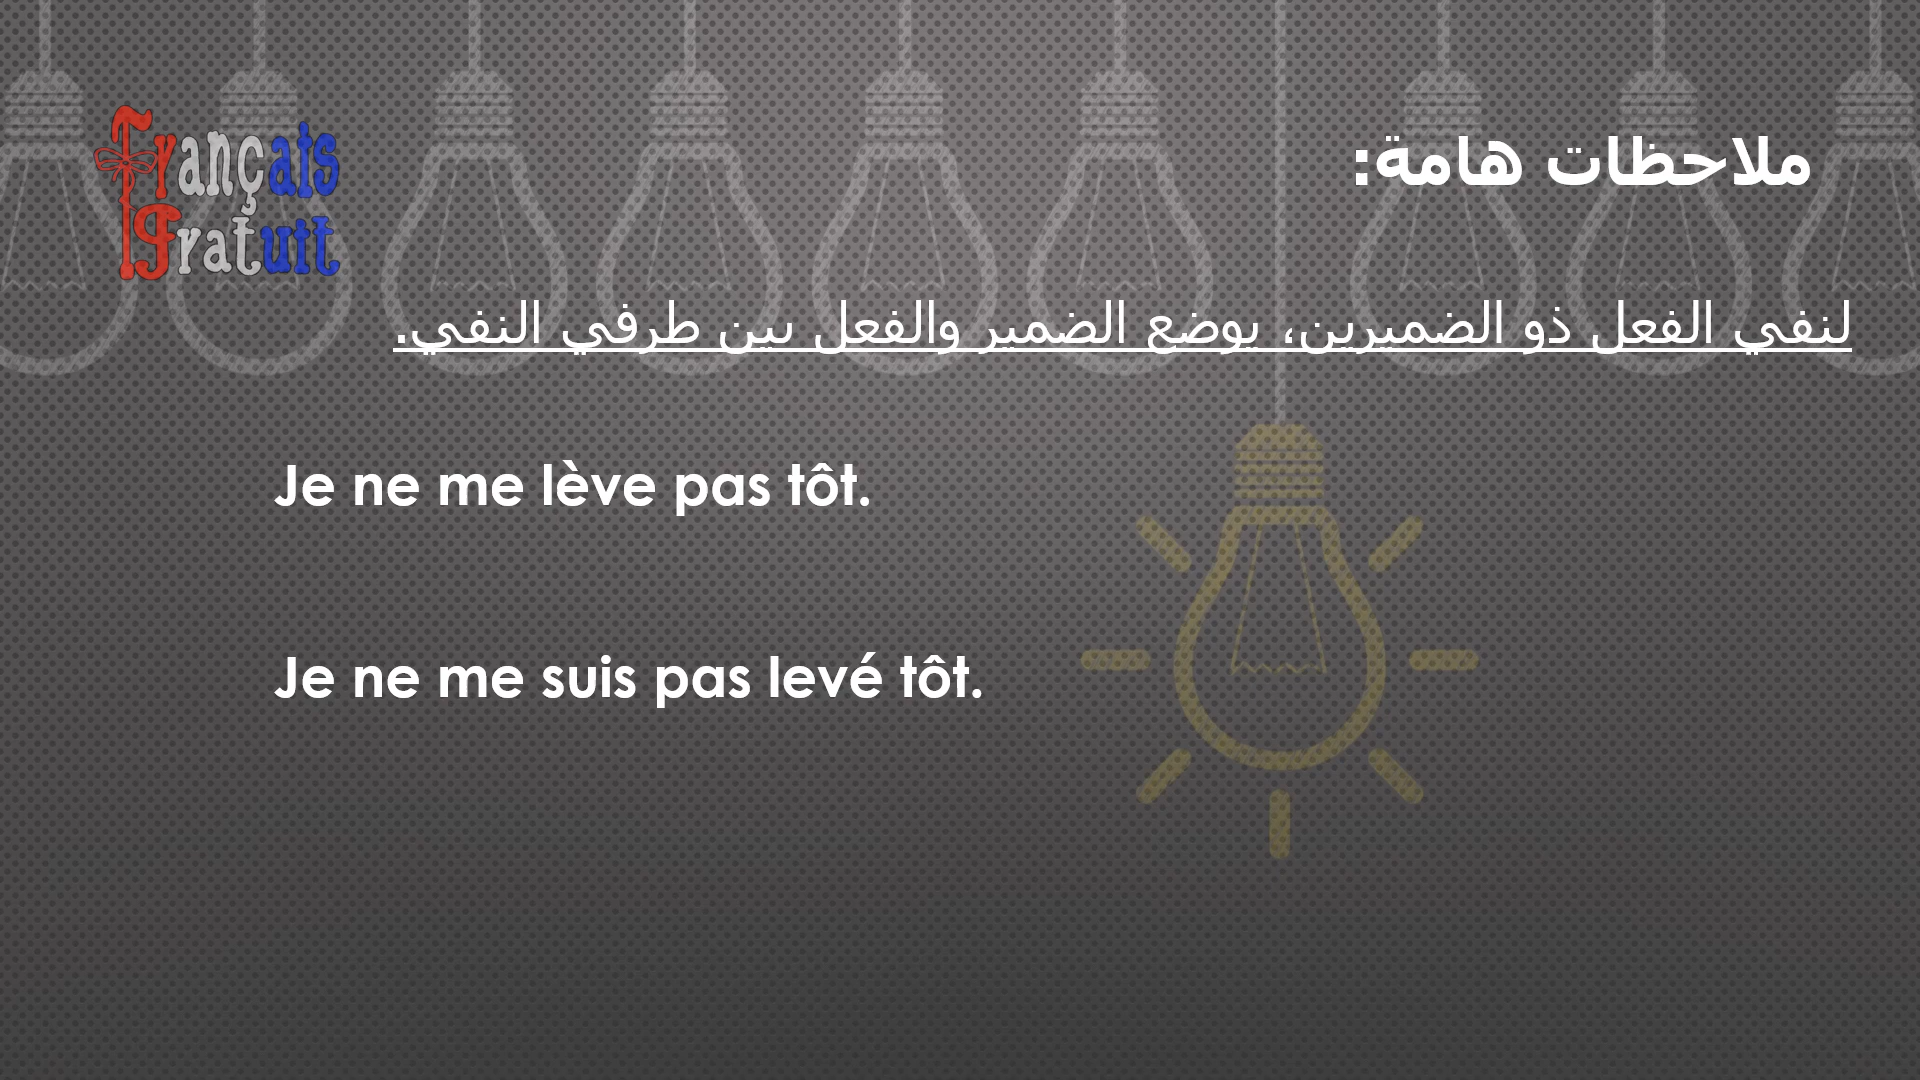 Français
Gratuit
ملاحظات هامة:
لنفي الفعل ذو الضميرين، يوضع الضمير والفعل بين طرفي النفي.
Je ne me lève pas tôt.
Je ne me suis pas levé tôt.